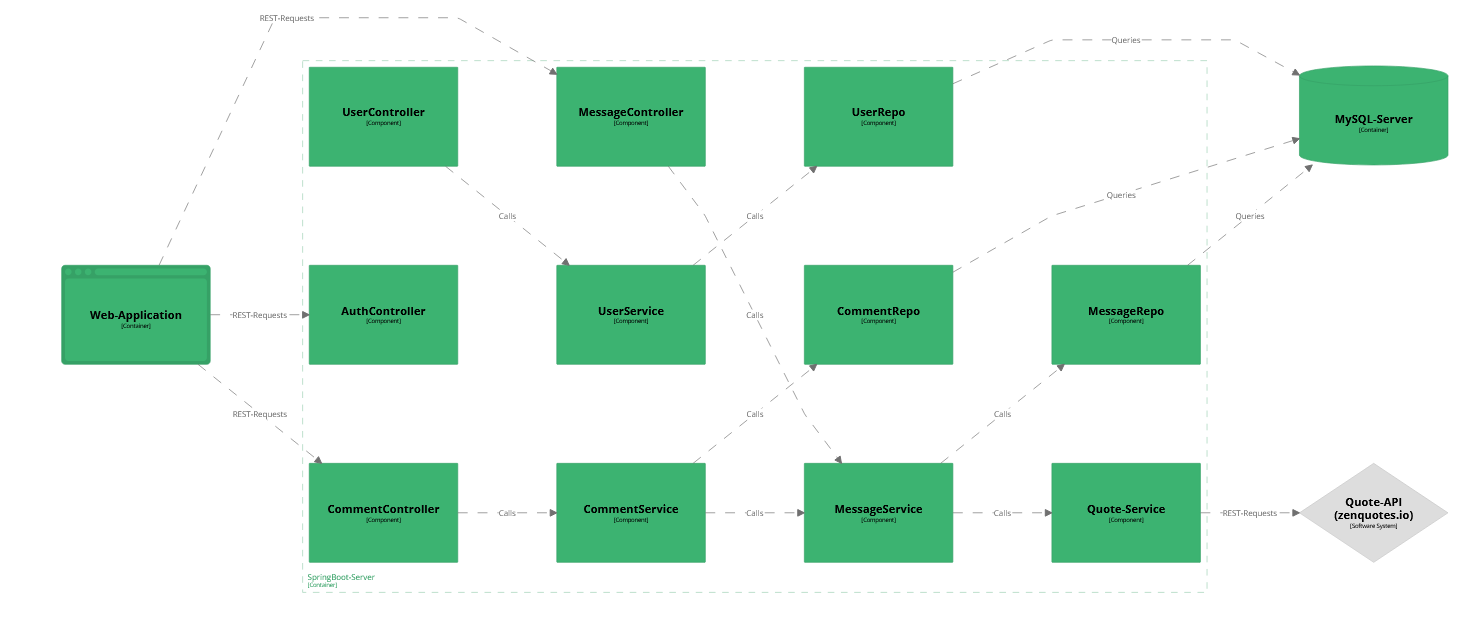 REST-Requests
Queries
UserController
[Component]
MessageController
[Component]
UserRepo
[Component]
MySQL-Server
[Container]
Queries
Calls
Calls
Queries
Web-Application
[Container]
REST-Requests
AuthController
[Component]
UserService
[Component]
Calls
CommentRepo
[Component]
MessageRepo
[Component]
REST-Requests
Calls
Calls
CommentController
[Component]
Calls
CommentService
[Component]
Calls
MessageService
[Component]
Calls
Quote-Service
[Component]
REST-Requests
Quote-API
(zenquotes.io)
[Software System]
SpringBoot-Server
[Container]